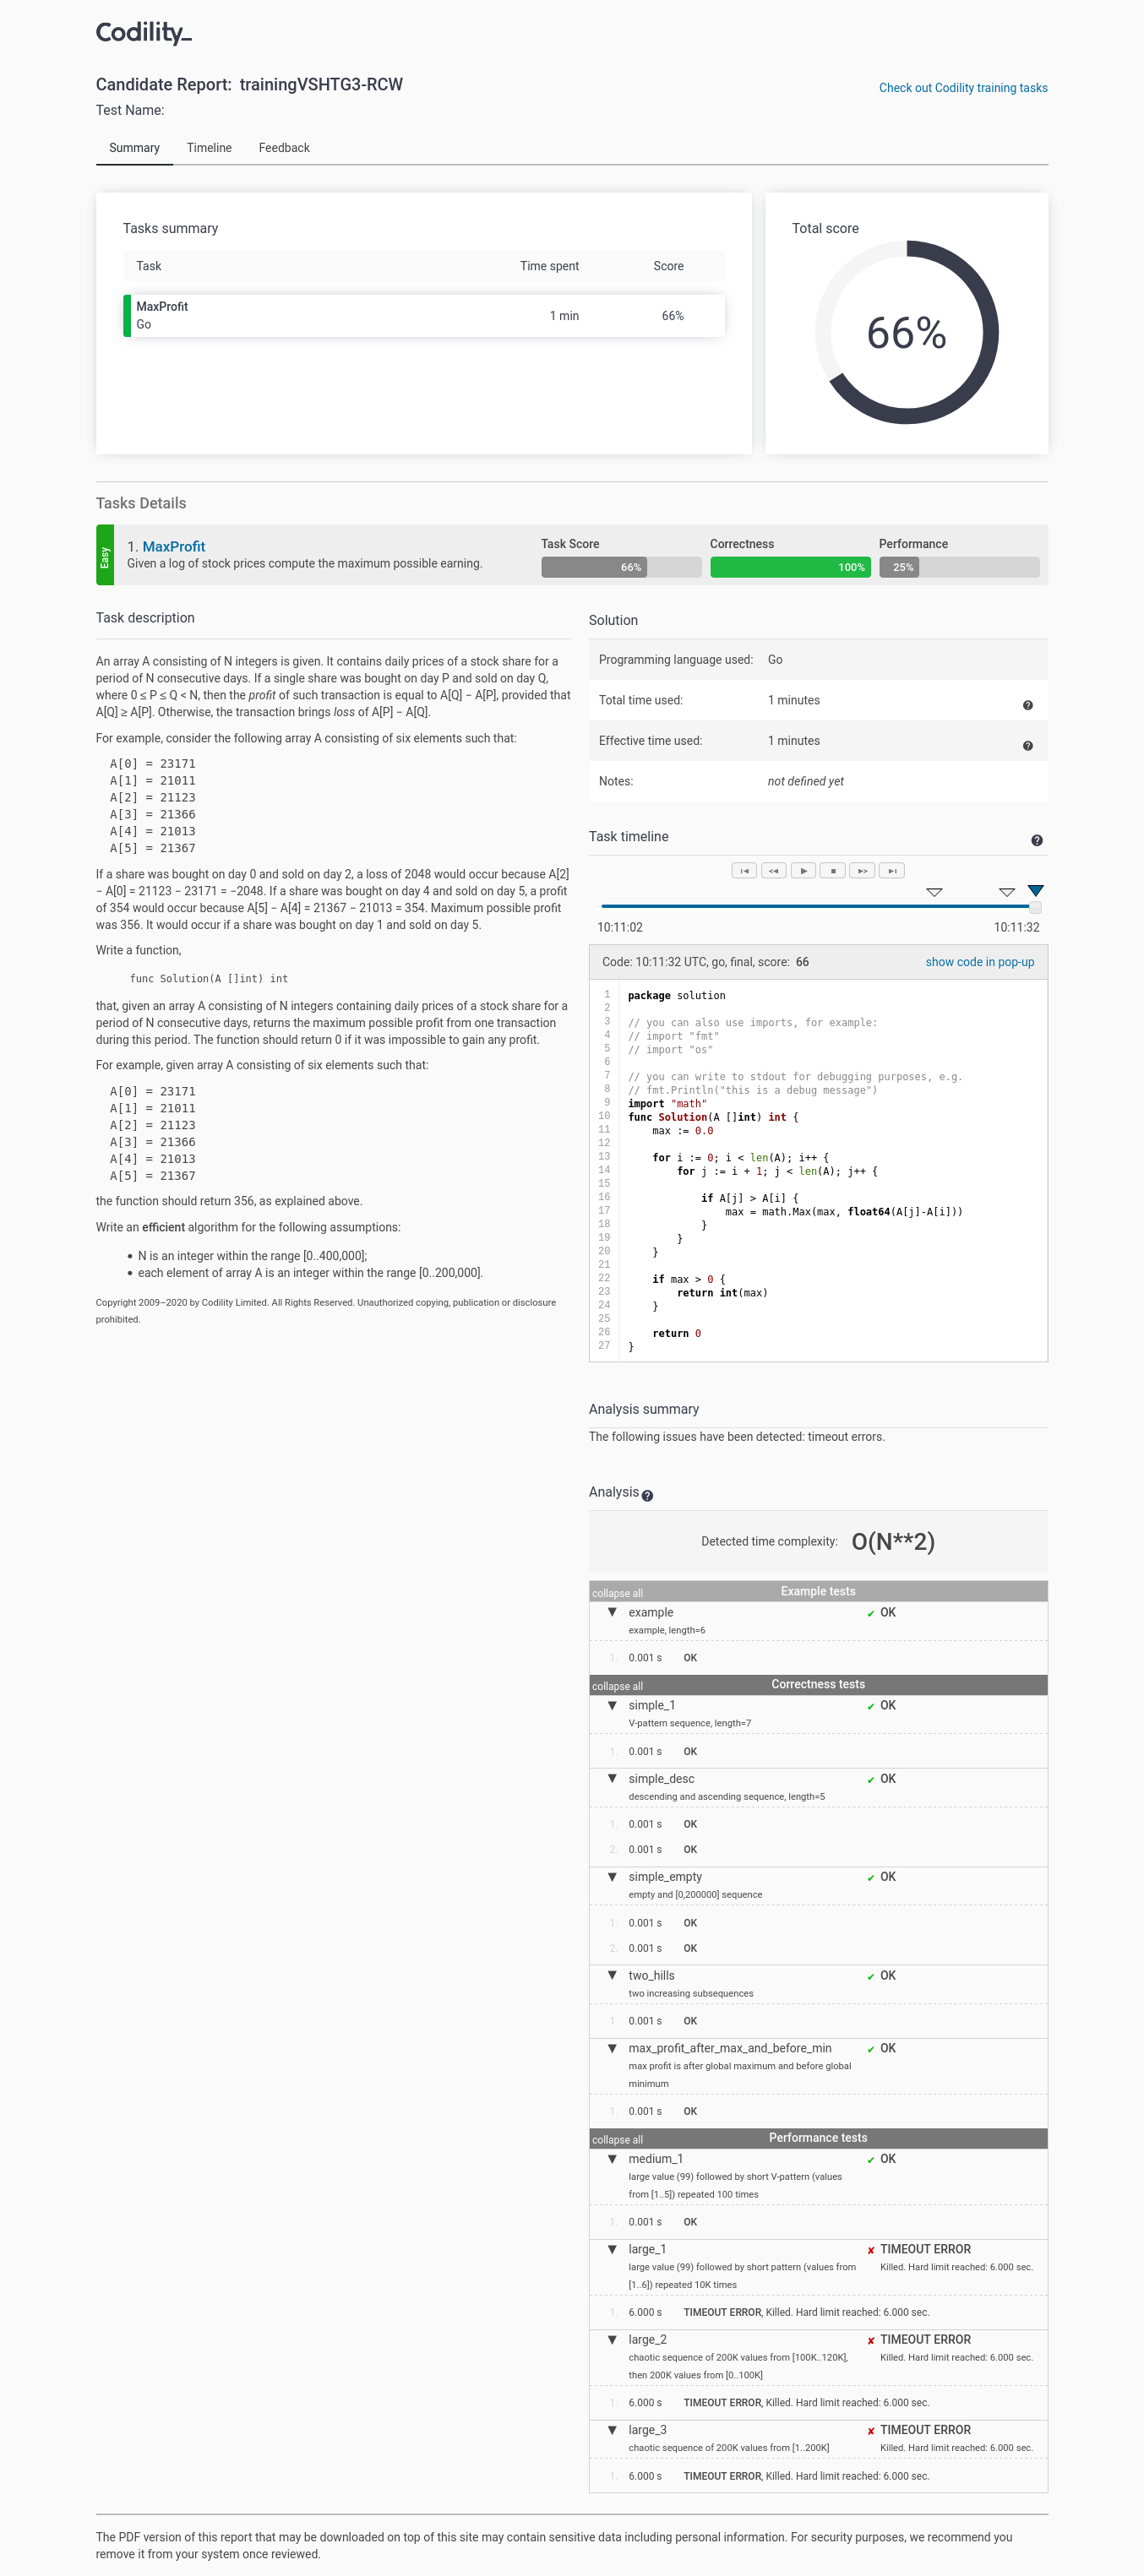 Codility_
Candidate Report: trainingVSHTG3-RCW
Check out Codility training tasks
Test Name:
Summary Timeline Feedback
Tasks summary
Task Time spent Score
MaxProfit
Go
1 min 66%
Total score
66%
Tasks Details
Easy
1. MaxProfit
Given a log of stock prices compute the maximum possible earning.
Task Score Correctness Performance
66% 100% 25%
Task description
An array A consisting of N integers is given. It contains daily prices of a stock share for a
period of N consecutive days. If a single share was bought on day P and sold on day Q,
where 0 ≤ P ≤ Q < N, then the profit of such transaction is equal to A[Q] − A[P], provided that
A[Q] ≥ A[P]. Otherwise, the transaction brings loss of A[P] − A[Q].
For example, consider the following array A consisting of six elements such that:
A[0] = 23171
A[1] = 21011
A[2] = 21123
A[3] = 21366
A[4] = 21013
A[5] = 21367
If a share was bought on day 0 and sold on day 2, a loss of 2048 would occur because A[2]
− A[0] = 21123 − 23171 = −2048. If a share was bought on day 4 and sold on day 5, a profit
of 354 would occur because A[5] − A[4] = 21367 − 21013 = 354. Maximum possible profit
was 356. It would occur if a share was bought on day 1 and sold on day 5.
Write a function,
func Solution(A []int) int
that, given an array A consisting of N integers containing daily prices of a stock share for a
period of N consecutive days, returns the maximum possible profit from one transaction
during this period. The function should return 0 if it was impossible to gain any profit.
For example, given array A consisting of six elements such that:
A[0] = 23171
A[1] = 21011
A[2] = 21123
A[3] = 21366
A[4] = 21013
A[5] = 21367
the function should return 356, as explained above.
Write an efficient algorithm for the following assumptions:
• N is an integer within the range [0..400,000];
• each element of array A is an integer within the range [0..200,000].
Copyright 2009–2020 by Codility Limited. All Rights Reserved. Unauthorized copying, publication or disclosure
prohibited.
Solution
Programming language used: Go
Total time used: 1 minutes
Effective time used: 1 minutes
Notes: not defined yet
Task timeline
10:11:02 10:11:32
Code: 10:11:32 UTC, go, final, score: 66
show code in pop-up
1 package solution
2
3 // you can also use imports, for example:
4 // import "fmt"
5 // import "os"
6
7 // you can write to stdout for debugging purposes, e.g.
8 // fmt.Println("this is a debug message")
9 import "math"
10 func Solution(A []int) int {
11 max := 0.0
12
13 for i := 0; i < len(A); i++ {
14 for j := i + 1; j < len(A); j++ {
15
16 if A[j] > A[i] {
17 max = math.Max(max, float64(A[j]-A[i]))
18 }
19 }
20 }
21
22 if max > 0 {
23 return int(max)
24 }
25
26 return 0
27 }
Analysis summary
The following issues have been detected: timeout errors.
Analysis
Detected time complexity: O(N**2)
collapse all Example tests
example ✔ OK
example, length=6
1. 0.001 s OK
collapse all Correctness tests
simple_1 ✔ OK
V-pattern sequence, length=7
1. 0.001 s OK
simple_desc ✔ OK
descending and ascending sequence, length=5
1. 0.001 s OK
2. 0.001 s OK
simple_empty ✔ OK
empty and [0,200000] sequence
1. 0.001 s OK
2. 0.001 s OK
two_hills ✔ OK
two increasing subsequences
1. 0.001 s OK
max_profit_after_max_and_before_min ✔ OK
max profit is after global maximum and before global
minimum
1. 0.001 s OK
collapse all Performance tests
medium_1 ✔ OK
large value (99) followed by short V-pattern (values
from [1..5]) repeated 100 times
1. 0.001 s OK
large_1 ✘ TIMEOUT ERROR
large value (99) followed by short pattern (values from Killed. Hard limit reached: 6.000 sec.
[1..6]) repeated 10K times
1. 6.000 s TIMEOUT ERROR, Killed. Hard limit reached: 6.000 sec.
large_2 ✘ TIMEOUT ERROR
chaotic sequence of 200K values from [100K..120K], Killed. Hard limit reached: 6.000 sec.
then 200K values from [0..100K]
1. 6.000 s TIMEOUT ERROR, Killed. Hard limit reached: 6.000 sec.
large_3 ✘ TIMEOUT ERROR
chaotic sequence of 200K values from [1..200K] Killed. Hard limit reached: 6.000 sec.
1. 6.000 s TIMEOUT ERROR, Killed. Hard limit reached: 6.000 sec.
The PDF version of this report that may be downloaded on top of this site may contain sensitive data including personal information. For security purposes, we recommend you
remove it from your system once reviewed.